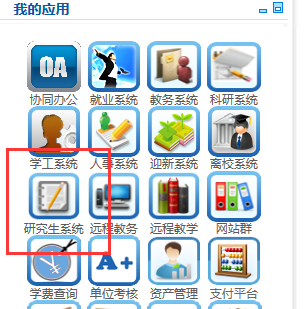 我的应用
OA
协同办公 就业系统 教务系统 科研系统
学工系统 人事系统 迎新系统 离校系统
研究生系统 远程教务 远程教学 网站群
A+
学费查询 单位考核 资产管理 支付平台